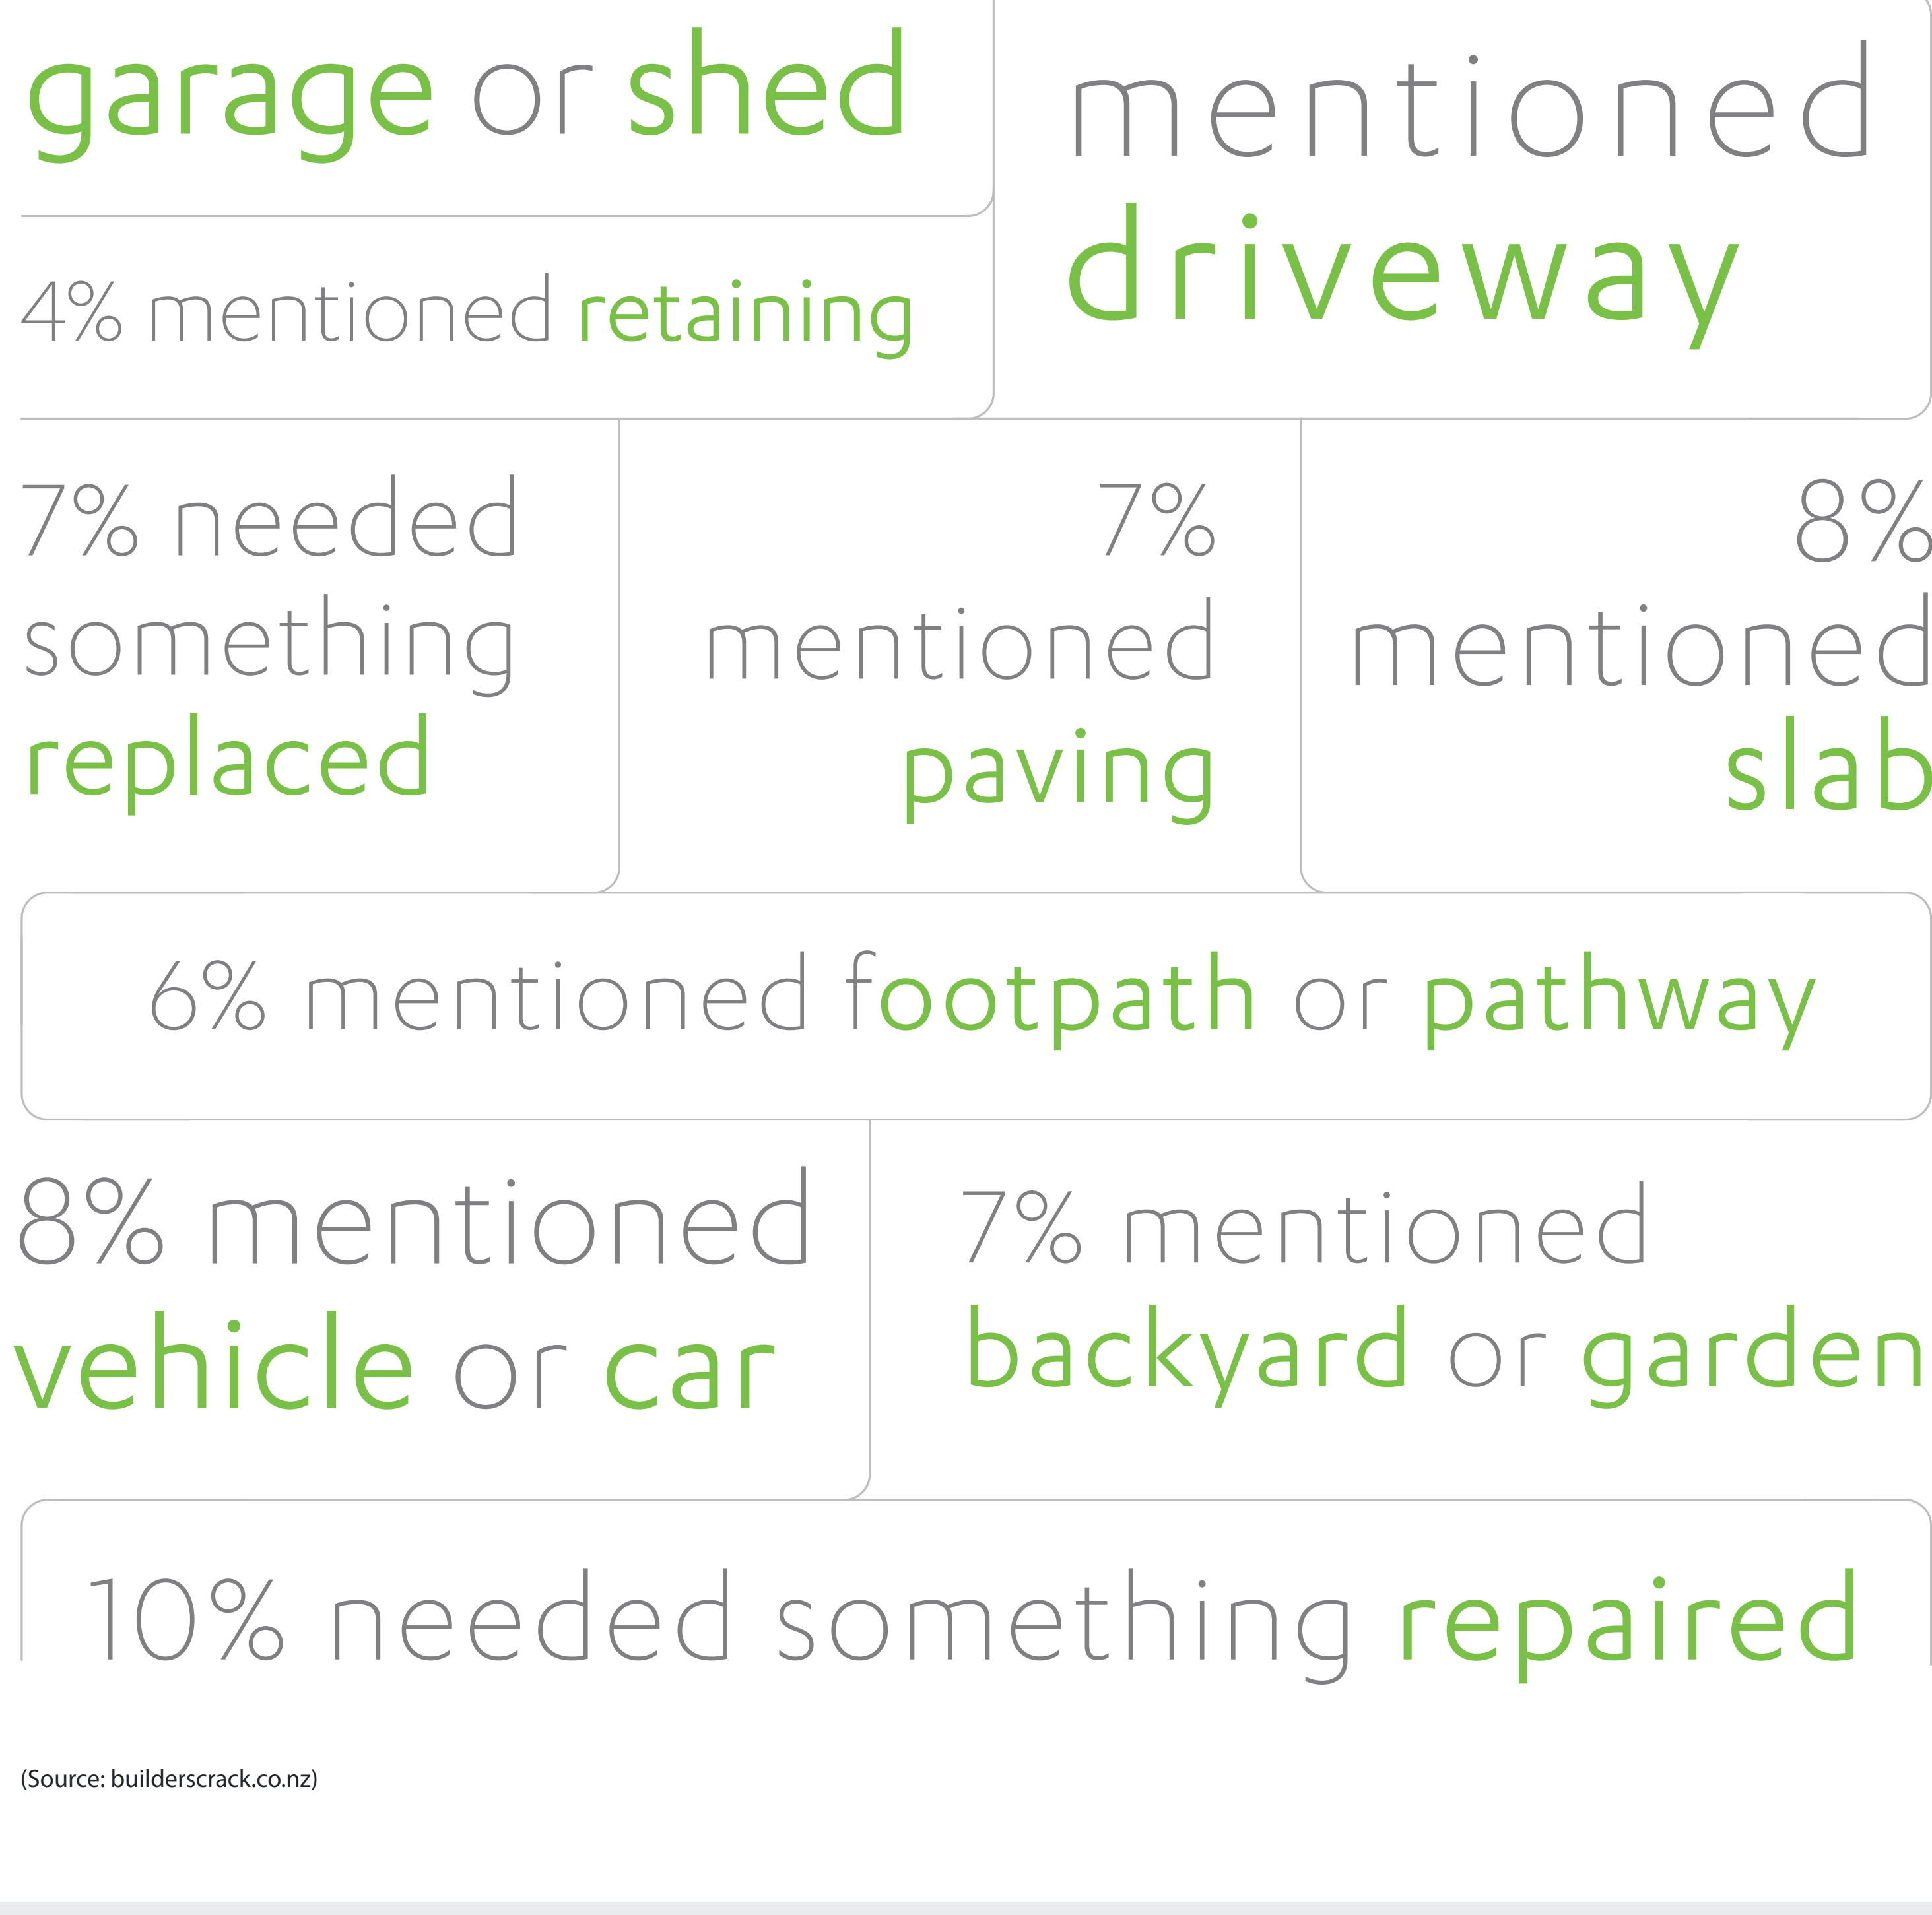 garage or shed
mentioned
driveway
4% mentioned retaining
7% needed
something
replaced
7%
mentioned
paving
8%
mentioned
slab
6% mentioned footpath or pathway
8% mentioned
vehicle or car
7% mentioned
backyard or garden
10% needed something repaired
(Source: builderscrack.co.nz)